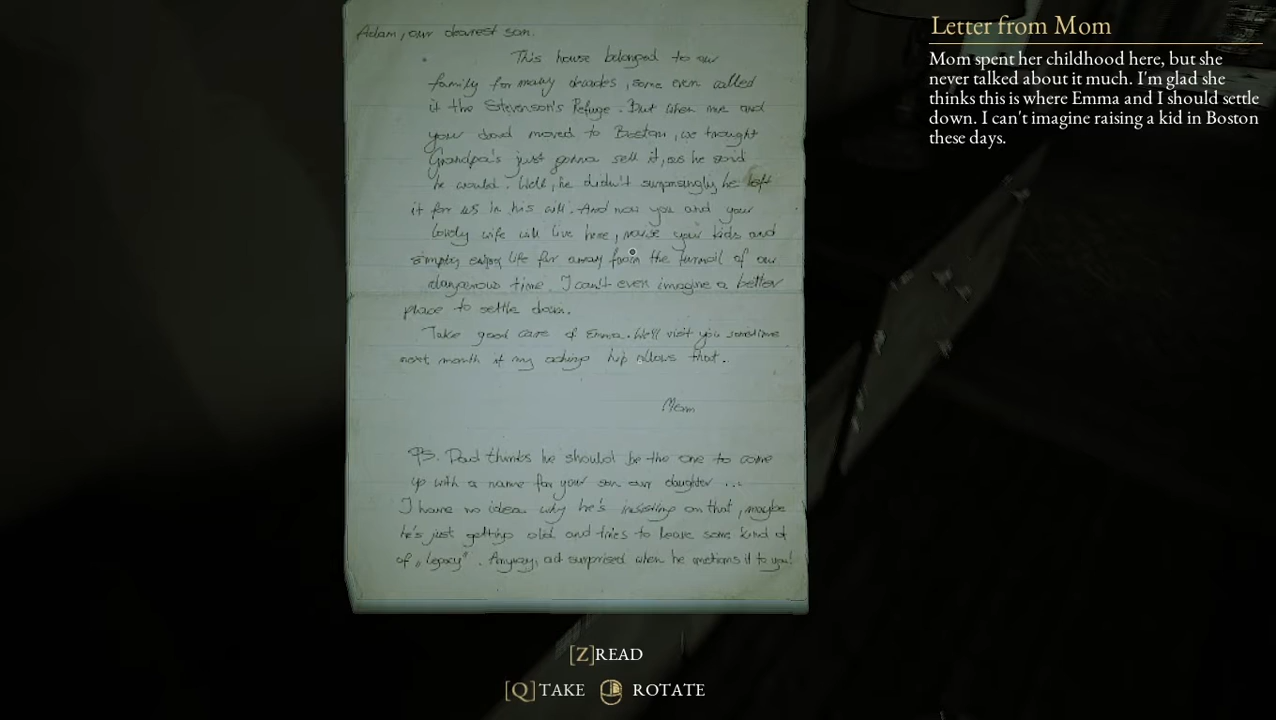 Adam, our dearest son.
This house belonged to our
family for many decades, some even called
it the Stevenson's Refuge. But when me and
your dad moved to Boston, we thought
Grandpa's just gonna sell it, as he said
he would. Well, he didn't surprisingly he left
it for us in his will. And now you and your
lovely wife will live here, raise your kids and
simply enjoy life far away from the turmoil of our
dangerous time. I can't even imagine a better
place to settle down.
Take good care of Emma. We'll visit you sometime
next month if my aching hip allows that.
Mom
PS. Dad thinks he should be the one to come
up with a name for your son our daughter ...
I have no idea why he's insisting on that, maybe
he's just getting old and tries to leave some kind of
of „legacy". Anyway, act surprised when he mentions it to you!
Letter from Mom
Mom spent her childhood here, but she
never talked about it much. I'm glad she
thinks this is where Emma and I should settle
down. I can't imagine raising a kid in Boston
these days.
[Z]READ
[Q]TAKE ROTATE